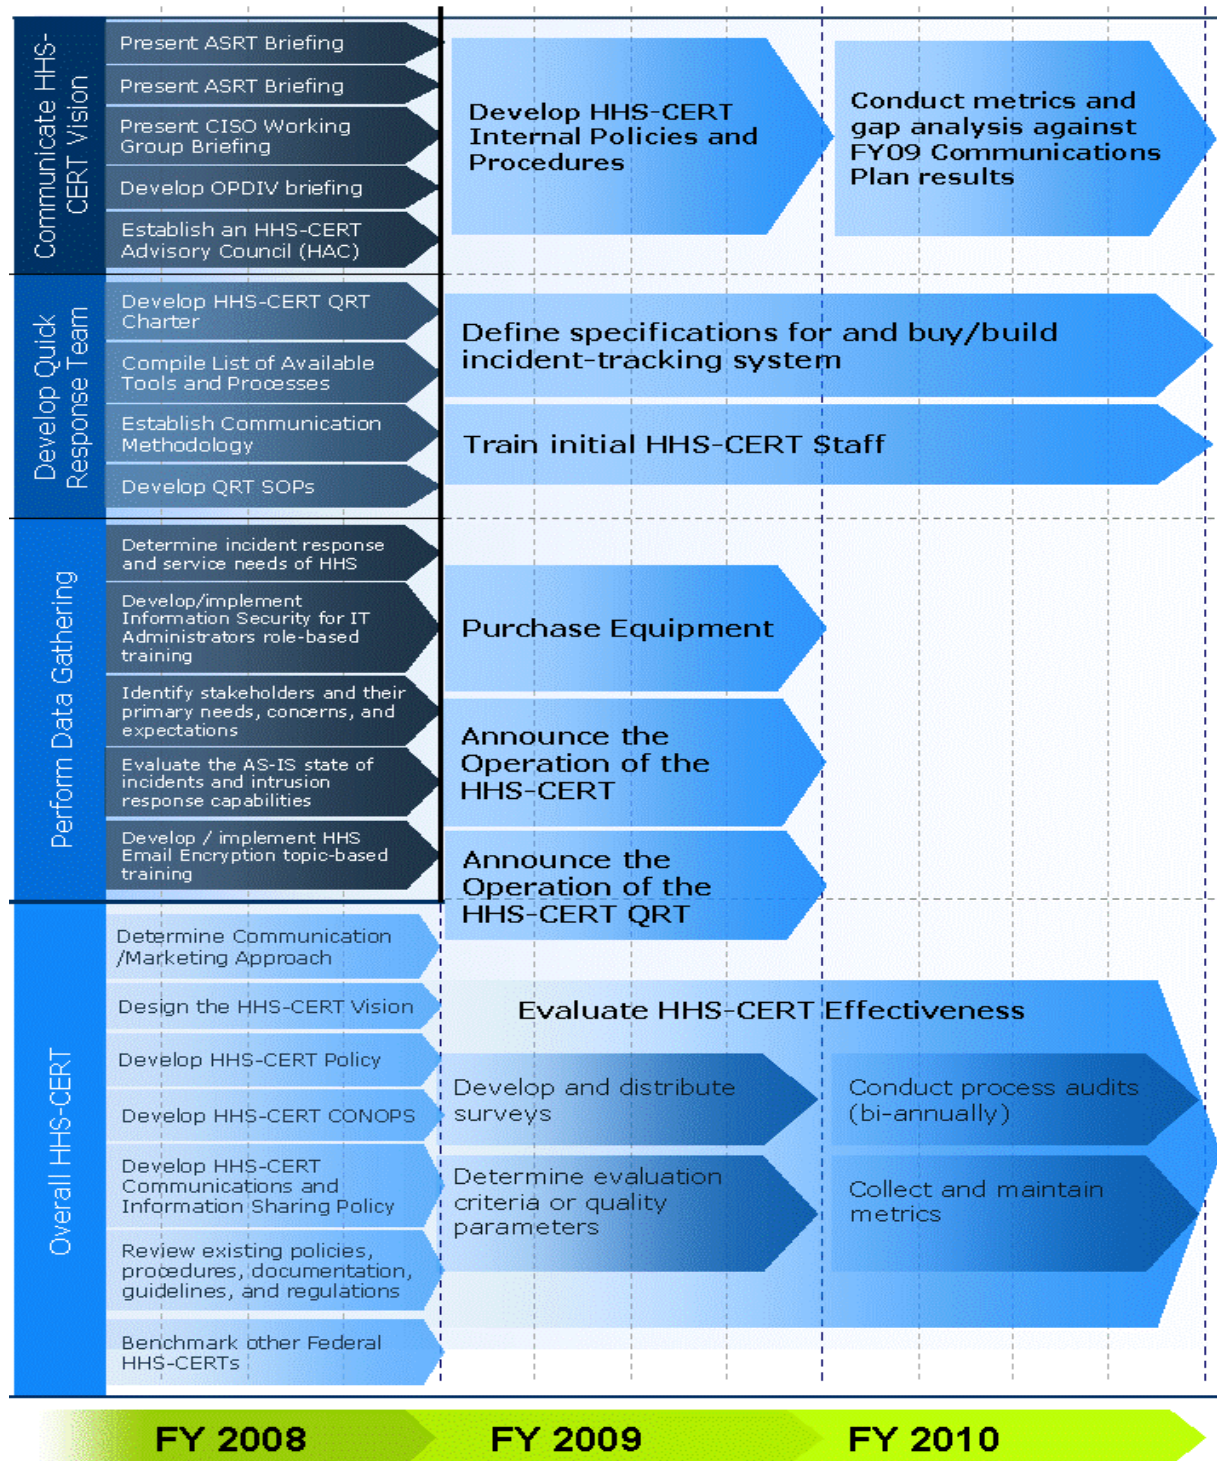 Communicate HHS-
CERT Vision
Present ASRT Briefing
Present ASRT Briefing
Present CISO Working
Group Briefing
Develop OPDIV briefing
Establish an HHS-CERT
Advisory Council (HAC)
Develop HHS-CERT
Internal Policies and
Procedures
Conduct metrics and
gap analysis against
FY09 Communications
Plan results
Develop Quick
Response Team
Develop HHS-CERT QRT
Charter
Compile List of Available
Tools and Processes
Establish Communication
Methodology
Develop QRT SOPs
Define specifications for and buy/build
incident-tracking system
Train initial HHS-CERT Staff
Perform Data Gathering
Determine incident response
and service needs of HHS
Develop/implement
Information Security for IT
Administrators role-based
training
Identify stakeholders and their
primary needs, concerns, and
expectations
Evaluate the AS-IS state of
incidents and intrusion
response capabilities
Develop / implement HHS
Email Encryption topic-based
training
Purchase Equipment
Announce the
Operation of the
HHS-CERT
Announce the
Operation of the
HHS-CERT QRT
Overall HHS-CERT
Determine Communication
/Marketing Approach
Design the HHS-CERT Vision
Develop HHS-CERT Policy
Develop HHS-CERT CONOPS
Develop HHS-CERT
Communications and
Information Sharing Policy
Review existing policies,
procedures, documentation,
guidelines, and regulations
Benchmark other Federal
HHS-CERTs
Evaluate HHS-CERT Effectiveness
Develop and distribute
surveys
Conduct process audits
(bi-annually)
Determine evaluation
criteria or quality
parameters
Collect and maintain
metrics
FY 2008
FY 2009
FY 2010